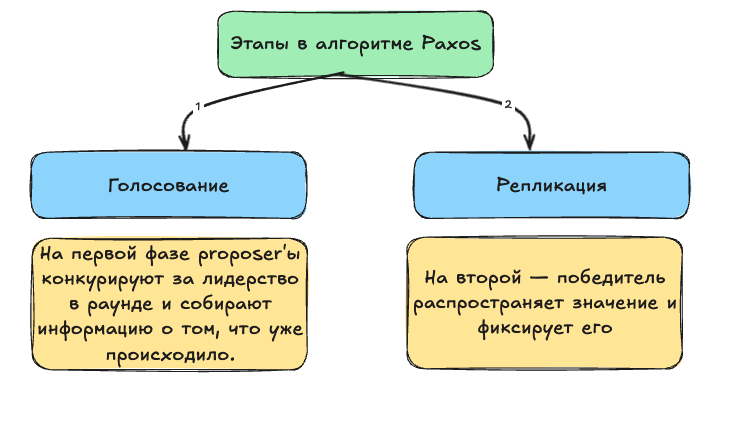 Этапы в алгоритме Paxos
1
2
Голосование
Репликация
На первой фазе proposer'ы
конкурируют за лидерство
в раунде и собирают
информацию о том, что уже
происходило.
На второй — победитель
распространяет значение и
фиксирует его